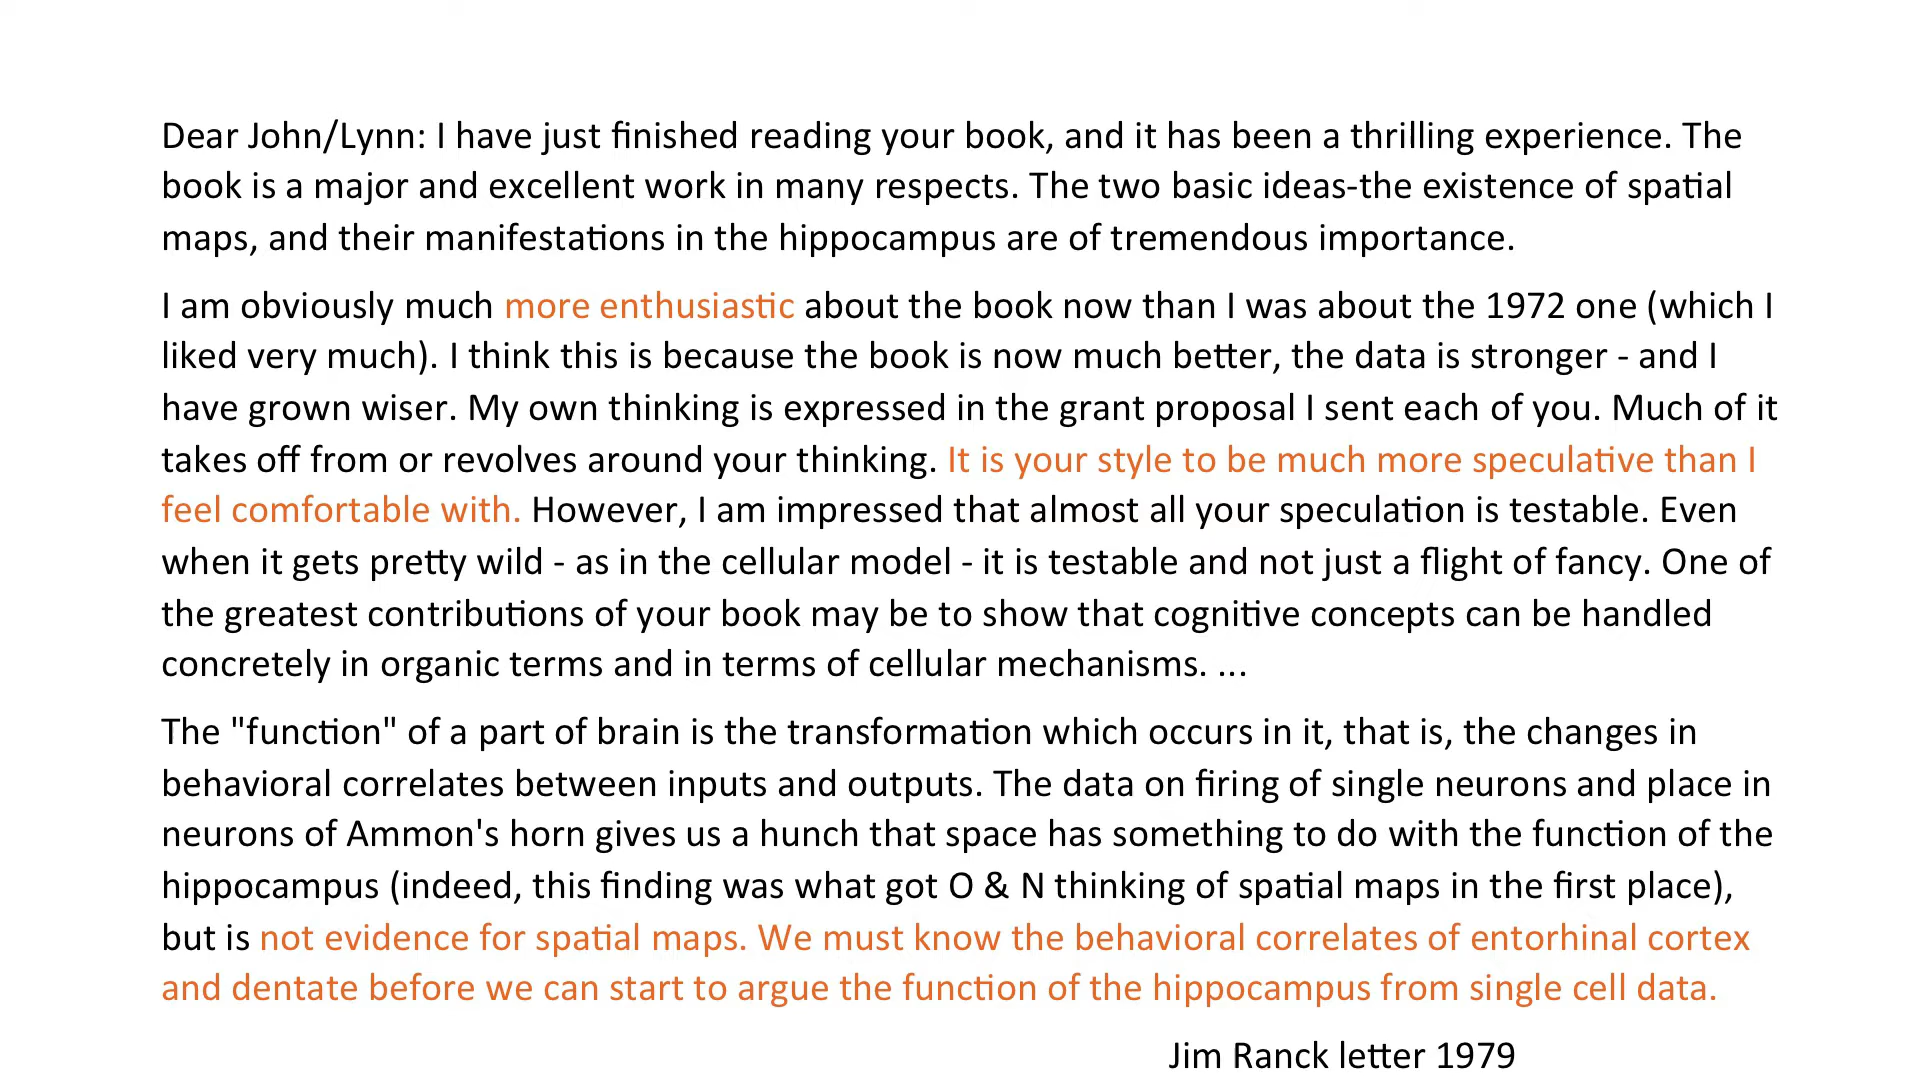 Dear John/Lynn: I have just finished reading your book, and it has been a thrilling experience. The
book is a major and excellent work in many respects. The two basic ideas-the existence of spatial
maps, and their manifestations in the hippocampus are of tremendous importance.
I am obviously much more enthusiastic about the book now than I was about the 1972 one (which I
liked very much). I think this is because the book is now much better, the data is stronger - and I
have grown wiser. My own thinking is expressed in the grant proposal I sent each of you. Much of it
takes off from or revolves around your thinking. It is your style to be much more speculative than I
feel comfortable with. However, I am impressed that almost all your speculation is testable. Even
when it gets pretty wild - as in the cellular model - it is testable and not just a flight of fancy. One of
the greatest contributions of your book may be to show that cognitive concepts can be handled
concretely in organic terms and in terms of cellular mechanisms. ...
The "function" of a part of brain is the transformation which occurs in it, that is, the changes in
behavioral correlates between inputs and outputs. The data on firing of single neurons and place in
neurons of Ammon's horn gives us a hunch that space has something to do with the function of the
hippocampus (indeed, this finding was what got O & N thinking of spatial maps in the first place),
but is not evidence for spatial maps. We must know the behavioral correlates of entorhinal cortex
and dentate before we can start to argue the function of the hippocampus from single cell data.
Jim Ranck letter 1979